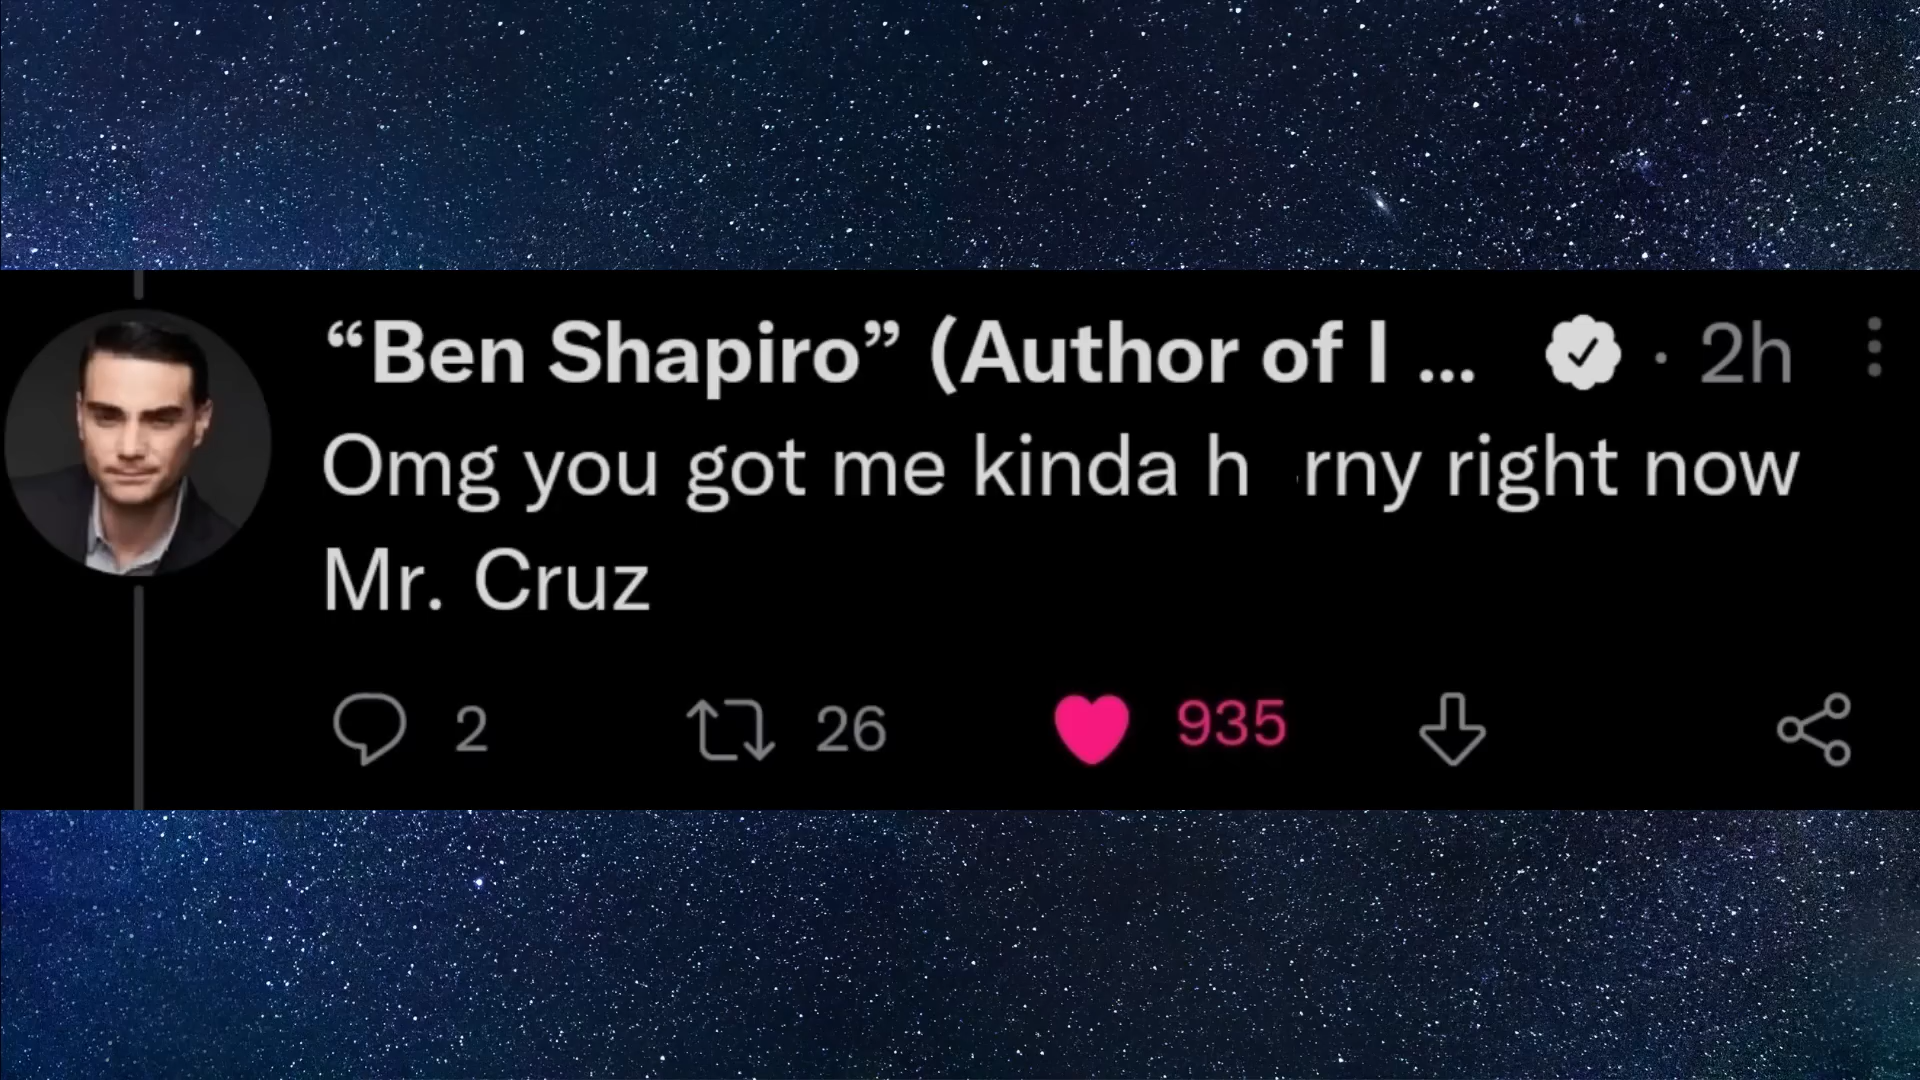 “Ben Shapiro” (Author of I ... · 2h
Omg you got me kinda h rny right now
Mr. Cruz
2 26 935